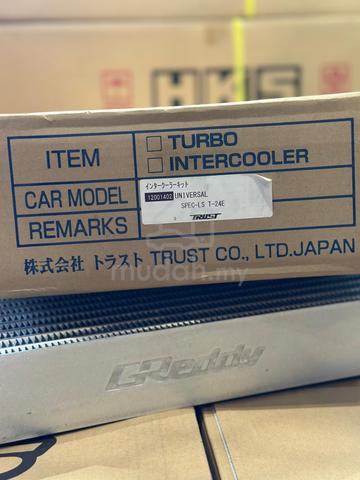 HKS
ITEM
TURBO
INTERCOOLER
CAR MODEL
REMARKS
インタークーラーキット
12001402 UNIVERSAL
SPEC-LS T-24E
TRUST
株式会社 トラスト TRUST CO., LTD.JAPAN
mudah.my
GReddy